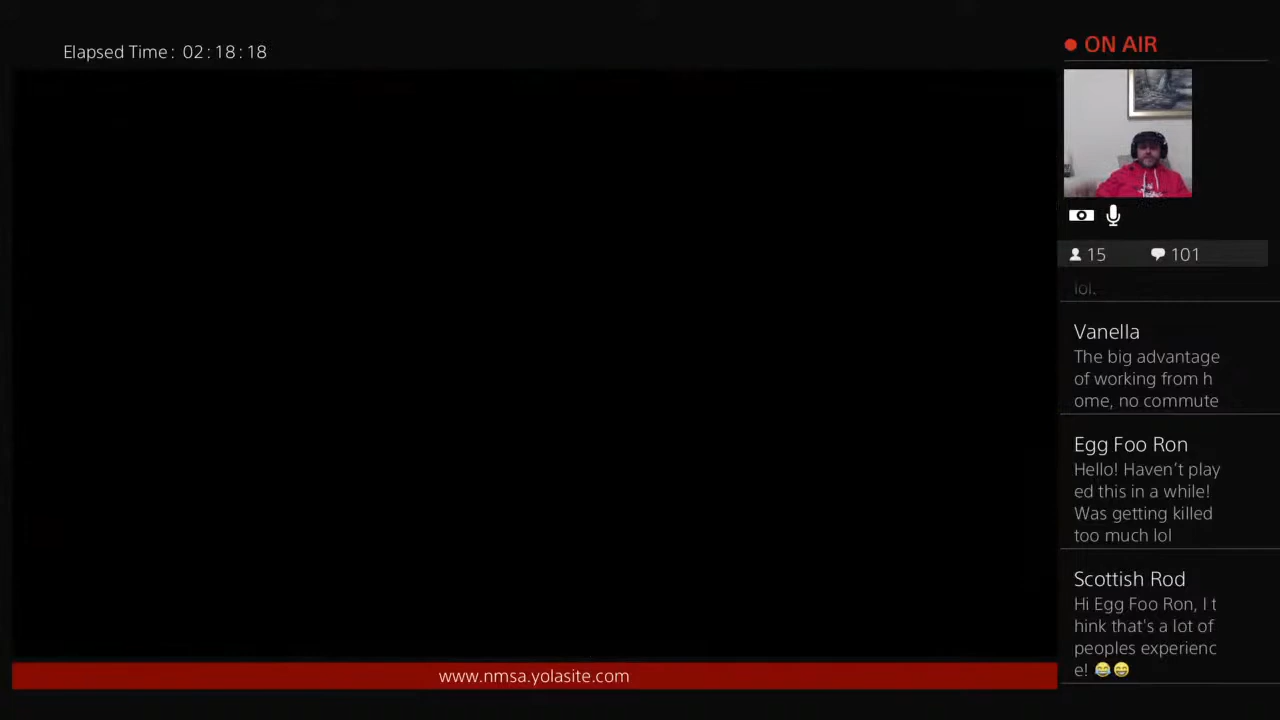 Elapsed Time: 02:18:18
ON AIR
15 101
lol.
Vanella
The big advantage
of working from h
ome, no commute
Egg Foo Ron
Hello! Haven't play
ed this in a while!
Was getting killed
too much lol
Scottish Rod
Hi Egg Foo Ron, I t
hink that's a lot of
peoples experienc
e! 😂😄
www.nmsa.yolasite.com